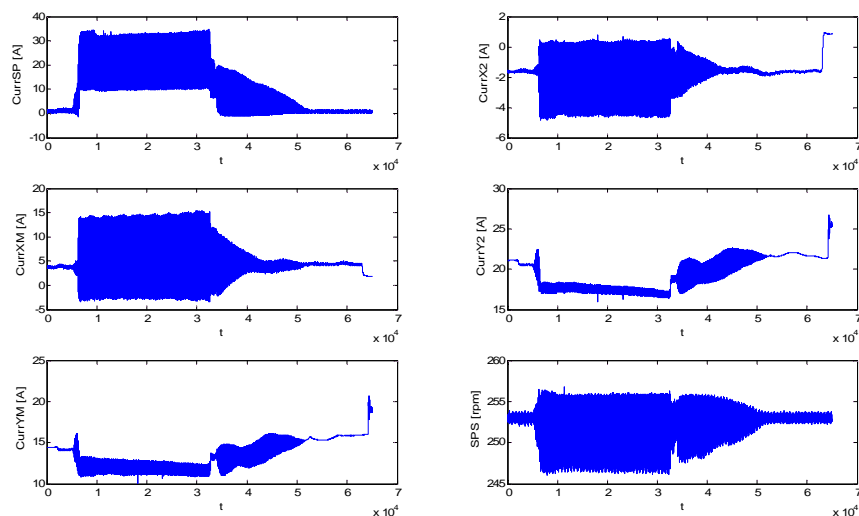 40
30
20
10
0
-10
CurrSP [A]
0 1 2 3 4 5 6 7
t
x 10^4
2
0
-2
-4
-6
CurrX2 [A]
0 1 2 3 4 5 6 7
t
x 10^4
20
15
10
5
0
-5
CurrXM [A]
0 1 2 3 4 5 6 7
t
x 10^4
30
25
20
15
CurrY2 [A]
0 1 2 3 4 5 6 7
t
x 10^4
25
20
15
10
CurrYM [A]
0 1 2 3 4 5 6 7
t
x 10^4
260
255
250
245
SPS [rpm]
0 1 2 3 4 5 6 7
t
x 10^4